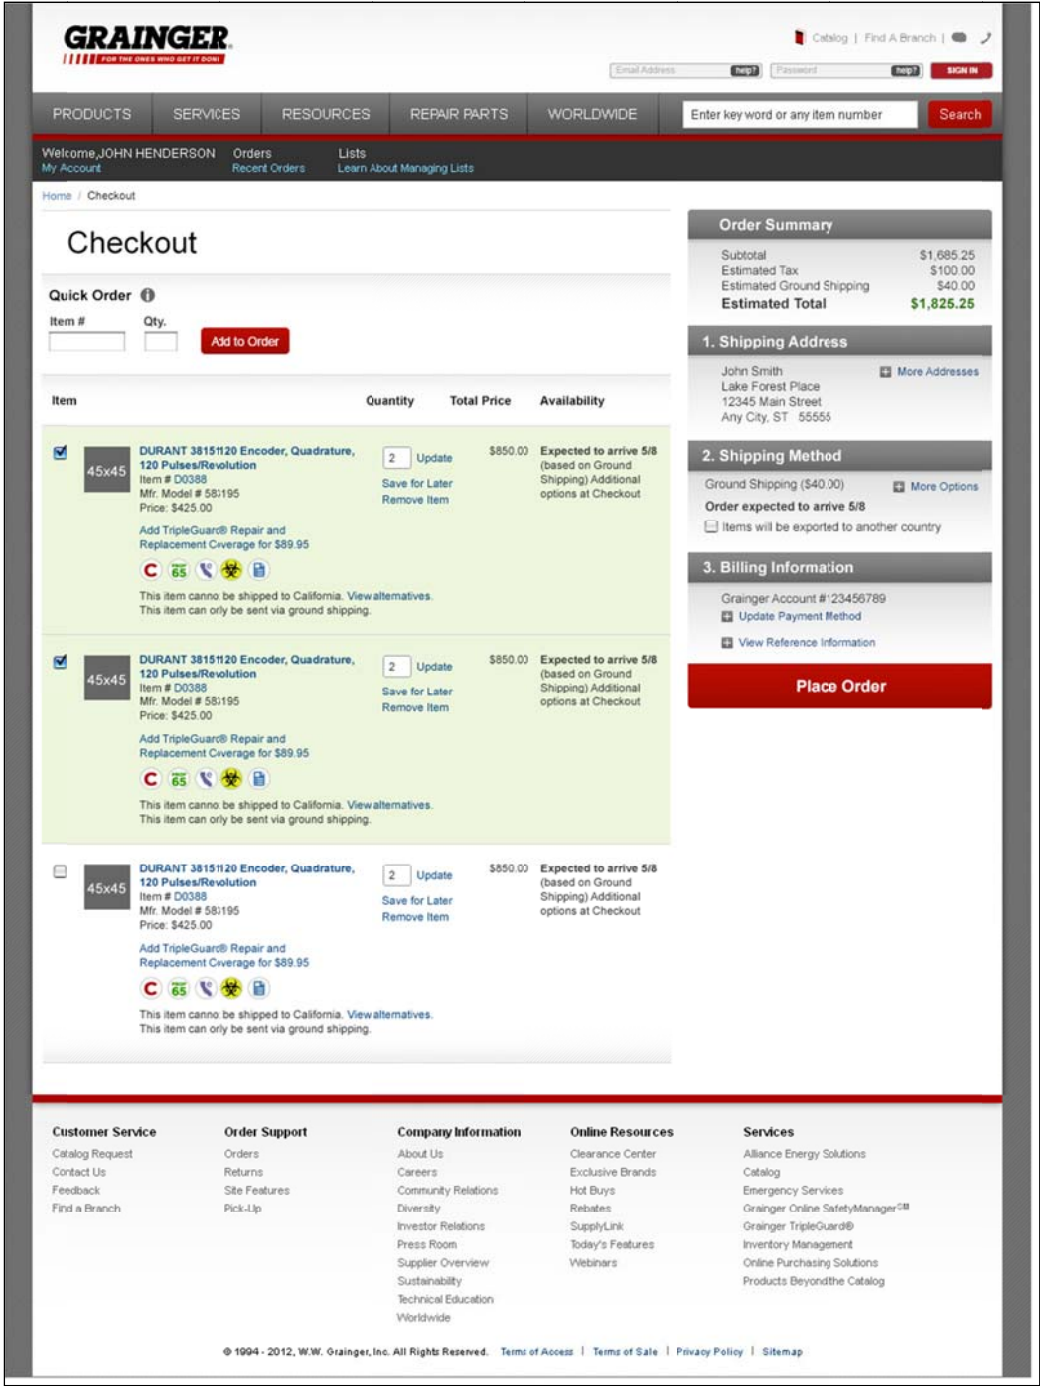 GRAINGER
FOR THE ONES WHO GET IT DONE
Catalog | Find A Branch |
Email Address help? Password help? SIGN IN
PRODUCTS SERVICES RESOURCES REPAIR PARTS WORLDWIDE Enter key word or any item number Search
Welcome, JOHN HENDERSON Orders Lists
My Account Recent Orders Learn About Managing Lists
Home / Checkout
Checkout
Quick Order
Item # Qty.
Add to Order
Item Quantity Total Price Availability
45x45
DURANT 38151120 Encoder, Quadrature,
120 Pulses/Revolution
Item # D0388
Mfr. Model # 583195
Price: $425.00
Add TripleGuard® Repair and
Replacement Coverage for $89.95
C PROP 65
This item cannot be shipped to California. View alternatives.
This item can only be sent via ground shipping.
2 Update
Save for Later
Remove Item
$850.00
Expected to arrive 5/8
(based on Ground
Shipping) Additional
options at Checkout
45x45
DURANT 38151120 Encoder, Quadrature,
120 Pulses/Revolution
Item # D0388
Mfr. Model # 583195
Price: $425.00
Add TripleGuard® Repair and
Replacement Coverage for $89.95
C PROP 65
This item cannot be shipped to California. View alternatives.
This item can only be sent via ground shipping.
2 Update
Save for Later
Remove Item
$850.00
Expected to arrive 5/8
(based on Ground
Shipping) Additional
options at Checkout
45x45
DURANT 38151120 Encoder, Quadrature,
120 Pulses/Revolution
Item # D0388
Mfr. Model # 583195
Price: $425.00
Add TripleGuard® Repair and
Replacement Coverage for $89.95
C PROP 65
This item cannot be shipped to California. View alternatives.
This item can only be sent via ground shipping.
2 Update
Save for Later
Remove Item
$850.00
Expected to arrive 5/8
(based on Ground
Shipping) Additional
options at Checkout
Order Summary
Subtotal $1,685.25
Estimated Tax $100.00
Estimated Ground Shipping $40.00
Estimated Total $1,825.25
1. Shipping Address
John Smith More Addresses
Lake Forest Place
12345 Main Street
Any City, ST 55555
2. Shipping Method
Ground Shipping ($40.00) More Options
Order expected to arrive 5/8
Items will be exported to another country
3. Billing Information
Grainger Account #123456789
Update Payment Method
View Reference Information
Place Order
Customer Service
Catalog Request
Contact Us
Feedback
Find a Branch
Order Support
Orders
Returns
Site Features
Pick-Up
Company Information
About Us
Careers
Community Relations
Diversity
Investor Relations
Press Room
Supplier Overview
Sustainability
Technical Education
Worldwide
Online Resources
Clearance Center
Exclusive Brands
Hot Buys
Rebates
SupplyLink
Today's Features
Webinars
Services
Alliance Energy Solutions
Catalog
Emergency Services
Grainger Online SafetyManager℠
Grainger TripleGuard®
Inventory Management
Online Purchasing Solutions
Products Beyond the Catalog
© 1994 - 2012, W.W. Grainger, Inc. All Rights Reserved. Terms of Access | Terms of Sale | Privacy Policy | Sitemap